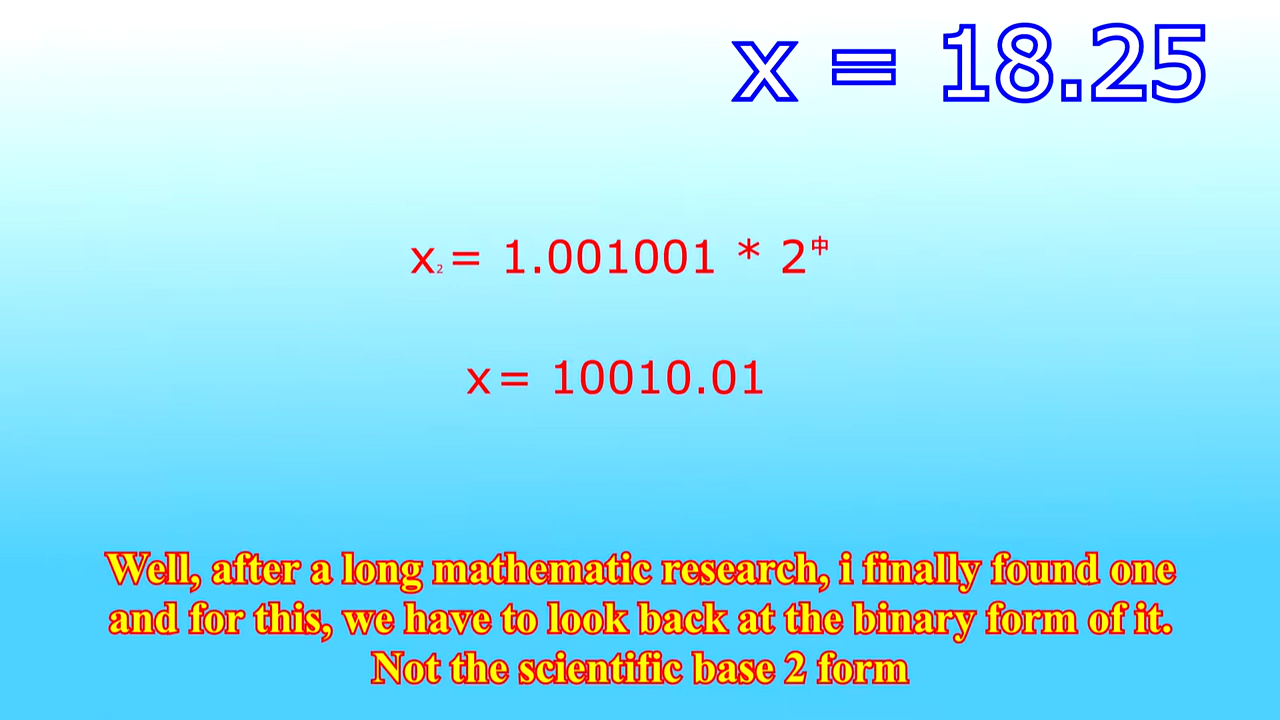 x = 18.25
x₂ = 1.001001 * 2中
x = 10010.01
Well, after a long mathematic research, i finally found one
and for this, we have to look back at the binary form of it.
Not the scientific base 2 form